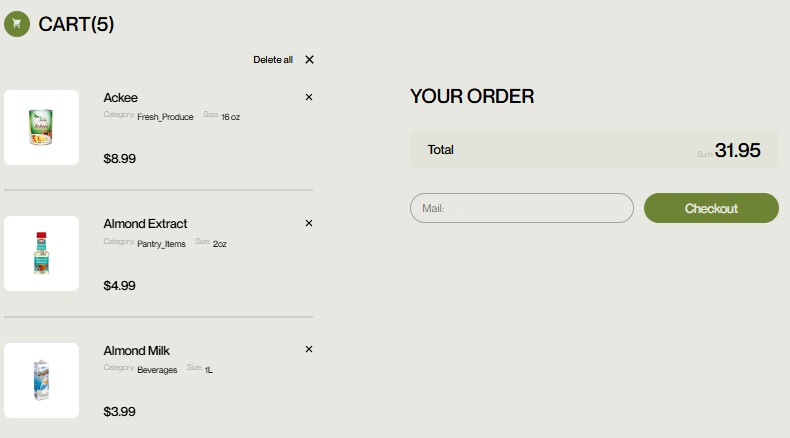 CART(5)
Delete all
Ackee
Category: Fresh_Produce Size: 16 oz
$8.99
Almond Extract
Category: Pantry_Items Size: 2oz
$4.99
Almond Milk
Category: Beverages Size: 1L
$3.99
YOUR ORDER
Total Sum: 31.95
Mail: Checkout